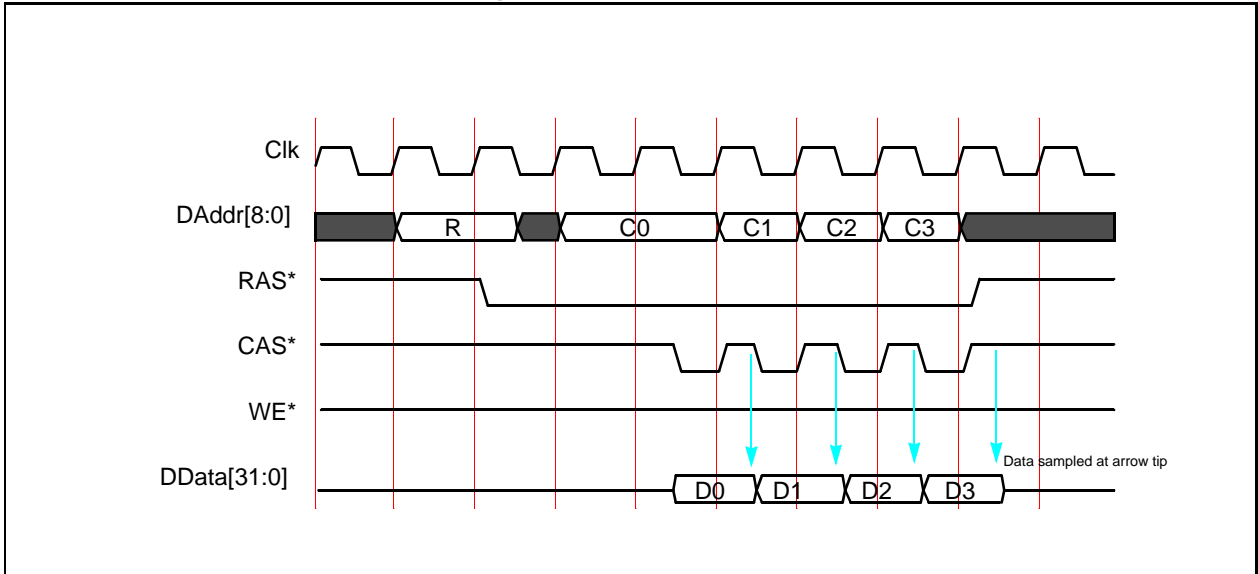 Clk
DAddr[8:0]
R C0 C1 C2 C3
RAS*
CAS*
WE*
Data sampled at arrow tip
DData[31:0]
D0 D1 D2 D3